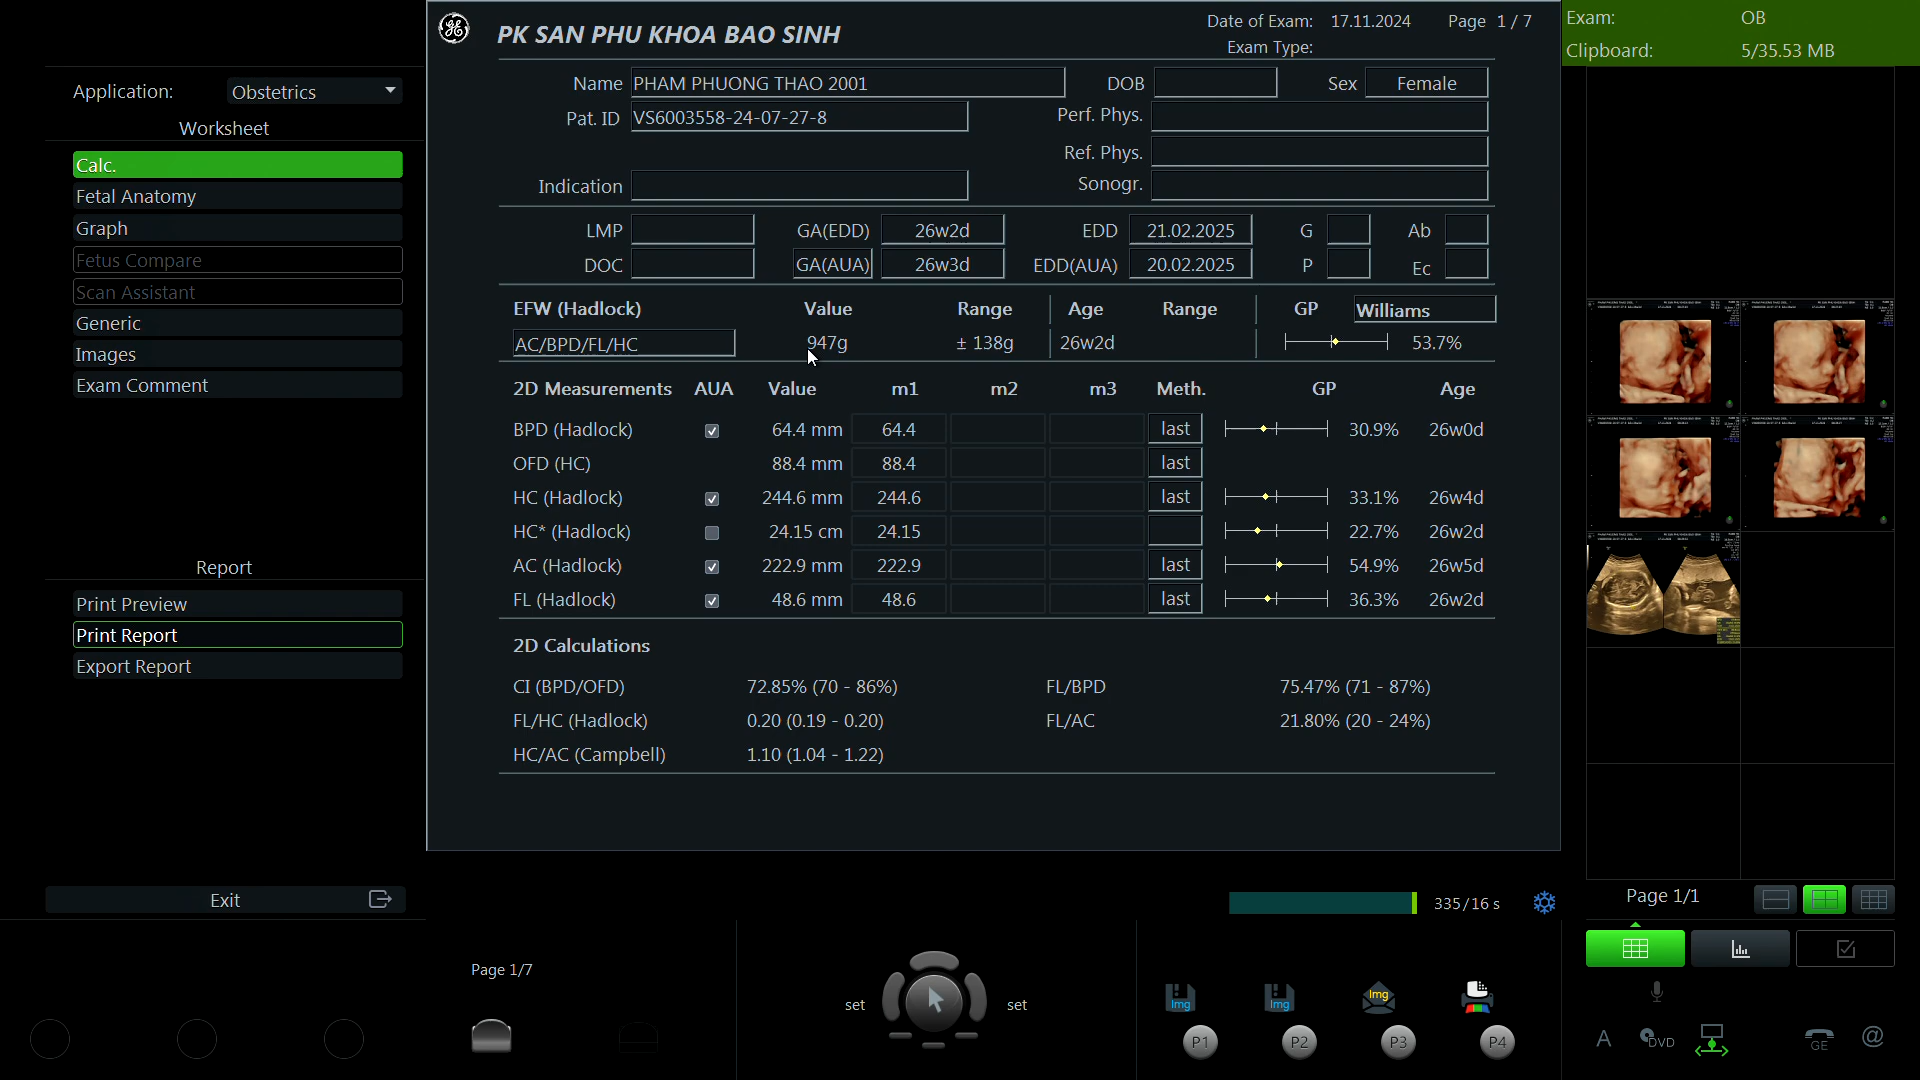 PK SAN PHU KHOA BAO SINH
Date of Exam: 17.11.2024 Page 1 / 7
Exam Type:
Exam: OB
Clipboard: 5/35.53 MB
Application: Obstetrics
Worksheet
Calc.
Fetal Anatomy
Graph
Fetus Compare
Scan Assistant
Generic
Images
Exam Comment
Report
Print Preview
Print Report
Export Report
Exit
Name PHAM PHUONG THAO 2001 DOB Sex Female
Pat. ID VS6003558-24-07-27-8 Perf. Phys.
Ref. Phys.
Indication Sonogr.
LMP GA(EDD) 26w2d EDD 21.02.2025 G Ab
DOC GA(AUA) 26w3d EDD(AUA) 20.02.2025 P Ec
EFW (Hadlock) Value Range Age Range GP Williams
AC/BPD/FL/HC 947g ± 138g 26w2d 53.7%
2D Measurements AUA Value m1 m2 m3 Meth. GP Age
BPD (Hadlock) 64.4 mm 64.4 last 30.9% 26w0d
OFD (HC) 88.4 mm 88.4 last
HC (Hadlock) 244.6 mm 244.6 last 33.1% 26w4d
HC* (Hadlock) 24.15 cm 24.15 22.7% 26w2d
AC (Hadlock) 222.9 mm 222.9 last 54.9% 26w5d
FL (Hadlock) 48.6 mm 48.6 last 36.3% 26w2d
2D Calculations
CI (BPD/OFD) 72.85% (70 - 86%) FL/BPD 75.47% (71 - 87%)
FL/HC (Hadlock) 0.20 (0.19 - 0.20) FL/AC 21.80% (20 - 24%)
HC/AC (Campbell) 1.10 (1.04 - 1.22)
335/16 s
Page 1/1
Page 1/7
set set
Img Img Img
P1 P2 P3 P4
A DVD GE @